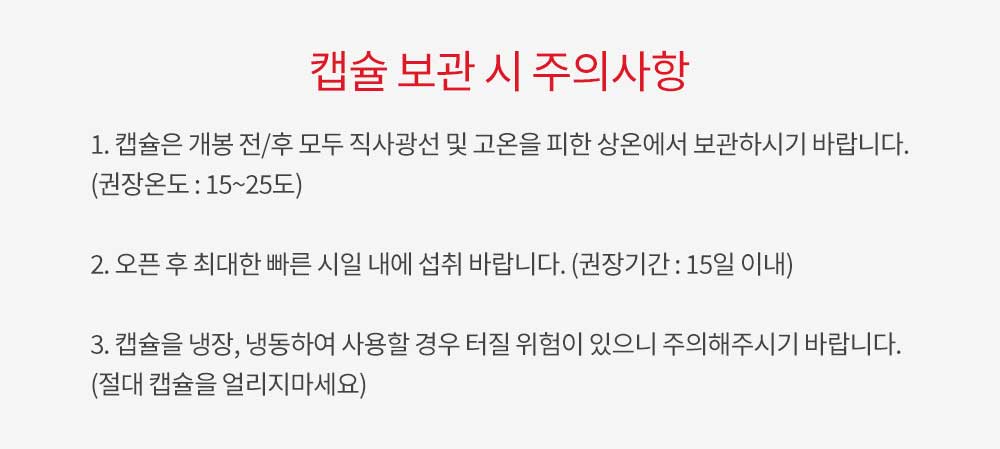 캡슐 보관 시 주의사항
1. 캡슐은 개봉 전/후 모두 직사광선 및 고온을 피한 상온에서 보관하시기 바랍니다.
(권장온도 : 15~25도)
2. 오픈 후 최대한 빠른 시일 내에 섭취 바랍니다. (권장기간 : 15일 이내)
3. 캡슐을 냉장, 냉동하여 사용할 경우 터질 위험이 있으니 주의해주시기 바랍니다.
(절대 캡슐을 얼리지마세요)